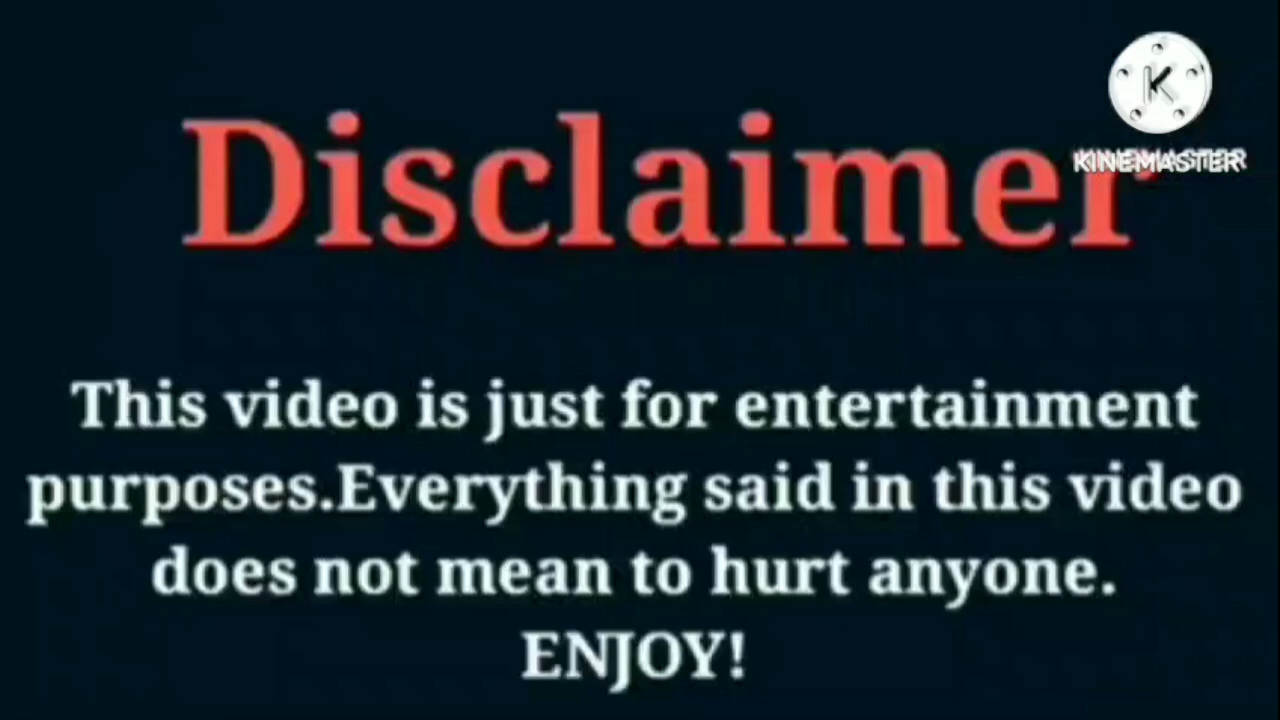 K
KINEMASTER
Disclaimer
This video is just for entertainment
purposes.Everything said in this video
does not mean to hurt anyone.
ENJOY!